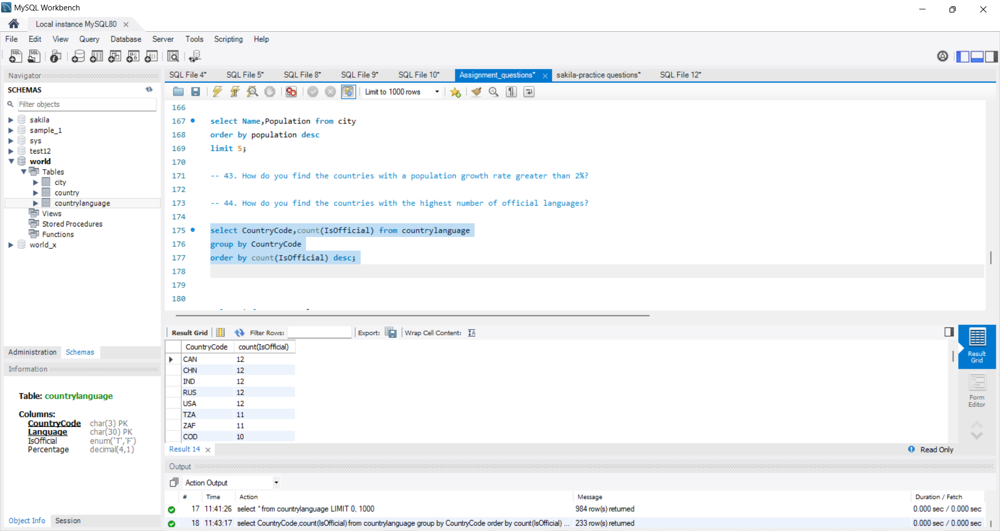 MySQL Workbench
Local instance MySQL80
File Edit View Query Database Server Tools Scripting Help
Navigator
SCHEMAS
Filter objects
sakila
sample_1
sys
test12
world
Tables
city
country
countrylanguage
Views
Stored Procedures
Functions
world_x
Administration Schemas
Information
Table: countrylanguage
Columns:
CountryCode char(3) PK
Language char(30) PK
IsOfficial enum('T','F')
Percentage decimal(4,1)
Object Info Session
SQL File 4* SQL File 5* SQL File 8* SQL File 9* SQL File 10* Assignment_questions* sakila-practice questions* SQL File 12*
Limit to 1000 rows
166
167 select Name,Population from city
168 order by population desc
169 limit 5;
170
171 -- 43. How do you find the countries with a population growth rate greater than 2%?
172
173 -- 44. How do you find the countries with the highest number of official languages?
174
175 select CountryCode,count(IsOfficial) from countrylanguage
176 group by CountryCode
177 order by count(IsOfficial) desc;
178
179
180
Result Grid Filter Rows: Export: Wrap Cell Content:
CountryCode count(IsOfficial)
CAN 12
CHN 12
IND 12
RUS 12
USA 12
TZA 11
ZAF 11
COD 10
Result Grid
Form Editor
Result 14
Read Only
Output
Action Output
# Time Action Message Duration / Fetch
17 11:41:26 select * from countrylanguage LIMIT 0, 1000 984 row(s) returned 0.000 sec / 0.000 sec
18 11:43:17 select CountryCode,count(IsOfficial) from countrylanguage group by CountryCode order by count(IsOfficial) ... 233 row(s) returned 0.000 sec / 0.000 sec